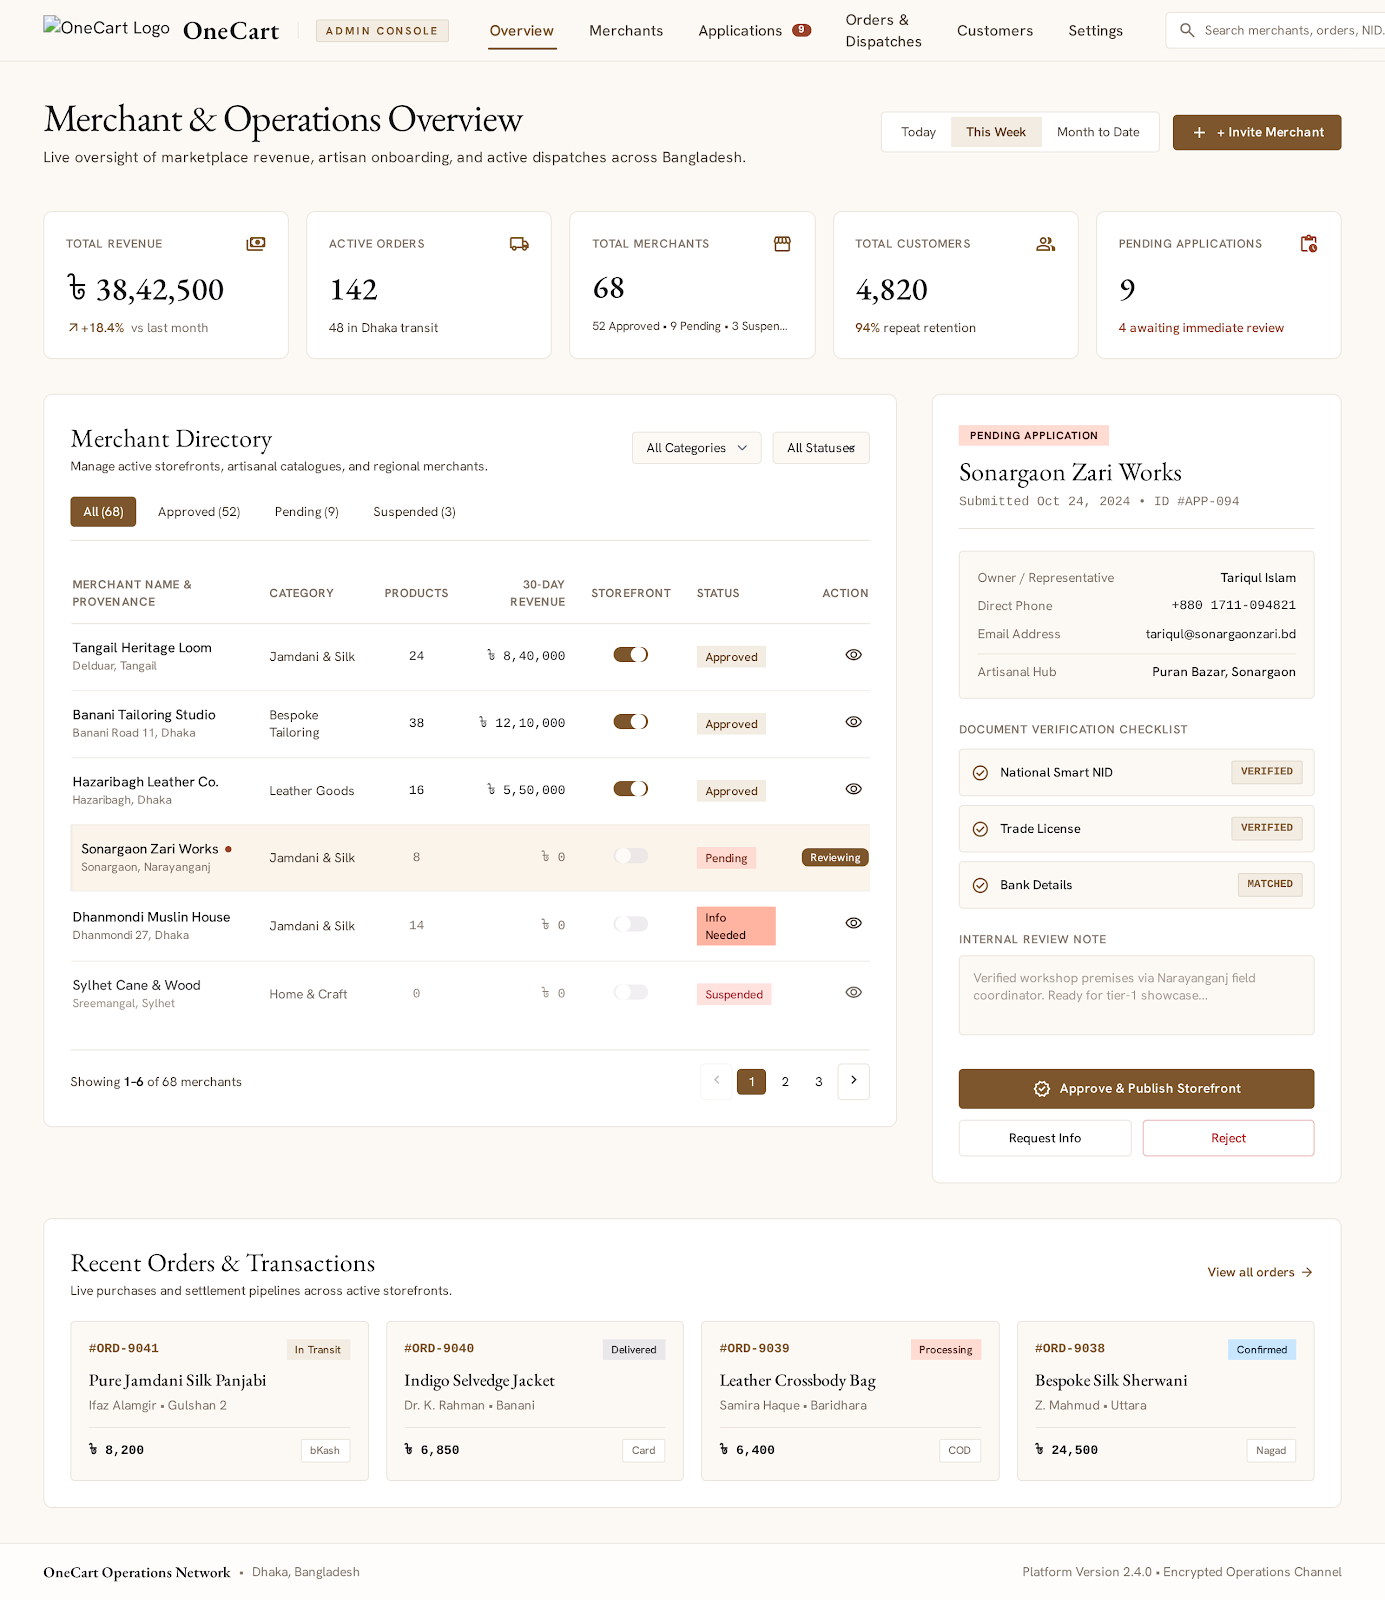 OneCart Logo OneCart ADMIN CONSOLE Overview Merchants Applications 9 Orders & Dispatches Customers Settings Search merchants, orders, NID.
Merchant & Operations Overview
Live oversight of marketplace revenue, artisan onboarding, and active dispatches across Bangladesh.
Today This Week Month to Date + Invite Merchant
TOTAL REVENUE
৳ 38,42,500
+18.4% vs last month
ACTIVE ORDERS
142
48 in Dhaka transit
TOTAL MERCHANTS
68
52 Approved • 9 Pending • 3 Suspen...
TOTAL CUSTOMERS
4,820
94% repeat retention
PENDING APPLICATIONS
9
4 awaiting immediate review
Merchant Directory
Manage active storefronts, artisanal catalogues, and regional merchants.
All Categories All Statuses
All (68) Approved (52) Pending (9) Suspended (3)
MERCHANT NAME & PROVENANCE CATEGORY PRODUCTS 30-DAY REVENUE STOREFRONT STATUS ACTION
Tangail Heritage Loom
Delduar, Tangail
Jamdani & Silk 24 ৳ 8,40,000 Approved
Banani Tailoring Studio
Banani Road 11, Dhaka
Bespoke Tailoring 38 ৳ 12,10,000 Approved
Hazaribagh Leather Co.
Hazaribagh, Dhaka
Leather Goods 16 ৳ 5,50,000 Approved
Sonargaon Zari Works
Sonargaon, Narayanganj
Jamdani & Silk 8 ৳ 0 Pending Reviewing
Dhanmondi Muslin House
Dhanmondi 27, Dhaka
Jamdani & Silk 14 ৳ 0 Info Needed
Sylhet Cane & Wood
Sreemangal, Sylhet
Home & Craft 0 ৳ 0 Suspended
Showing 1–6 of 68 merchants 1 2 3
PENDING APPLICATION
Sonargaon Zari Works
Submitted Oct 24, 2024 • ID #APP-094
Owner / Representative Tariqul Islam
Direct Phone +880 1711-094821
Email Address tariqul@sonargaonzari.bd
Artisanal Hub Puran Bazar, Sonargaon
DOCUMENT VERIFICATION CHECKLIST
National Smart NID VERIFIED
Trade License VERIFIED
Bank Details MATCHED
INTERNAL REVIEW NOTE
Verified workshop premises via Narayanganj field
coordinator. Ready for tier-1 showcase...
Approve & Publish Storefront
Request Info Reject
Recent Orders & Transactions
Live purchases and settlement pipelines across active storefronts.
View all orders
#ORD-9041 In Transit
Pure Jamdani Silk Panjabi
Ifaz Alamgir • Gulshan 2
৳ 8,200 bKash
#ORD-9040 Delivered
Indigo Selvedge Jacket
Dr. K. Rahman • Banani
৳ 6,850 Card
#ORD-9039 Processing
Leather Crossbody Bag
Samira Haque • Baridhara
৳ 6,400 COD
#ORD-9038 Confirmed
Bespoke Silk Sherwani
Z. Mahmud • Uttara
৳ 24,500 Nagad
OneCart Operations Network • Dhaka, Bangladesh
Platform Version 2.4.0 • Encrypted Operations Channel